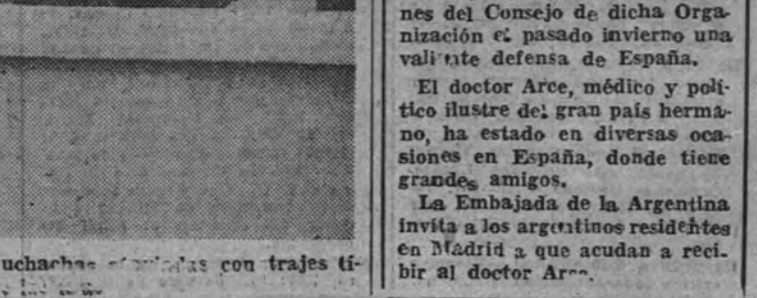 nes del Consejo de dicha Orga-
nización el pasado invierno una
valiente defensa de España.
El doctor Arce, médico y polí-
tico ilustre del gran país herma-
no, ha estado en diversas oca-
siones en España, donde tiene
grandes amigos.
La Embajada de la Argentina
invita a los argentinos residentes
en Madrid a que acudan a reci-
bir al doctor Arce.
uchachas con trajes tí-